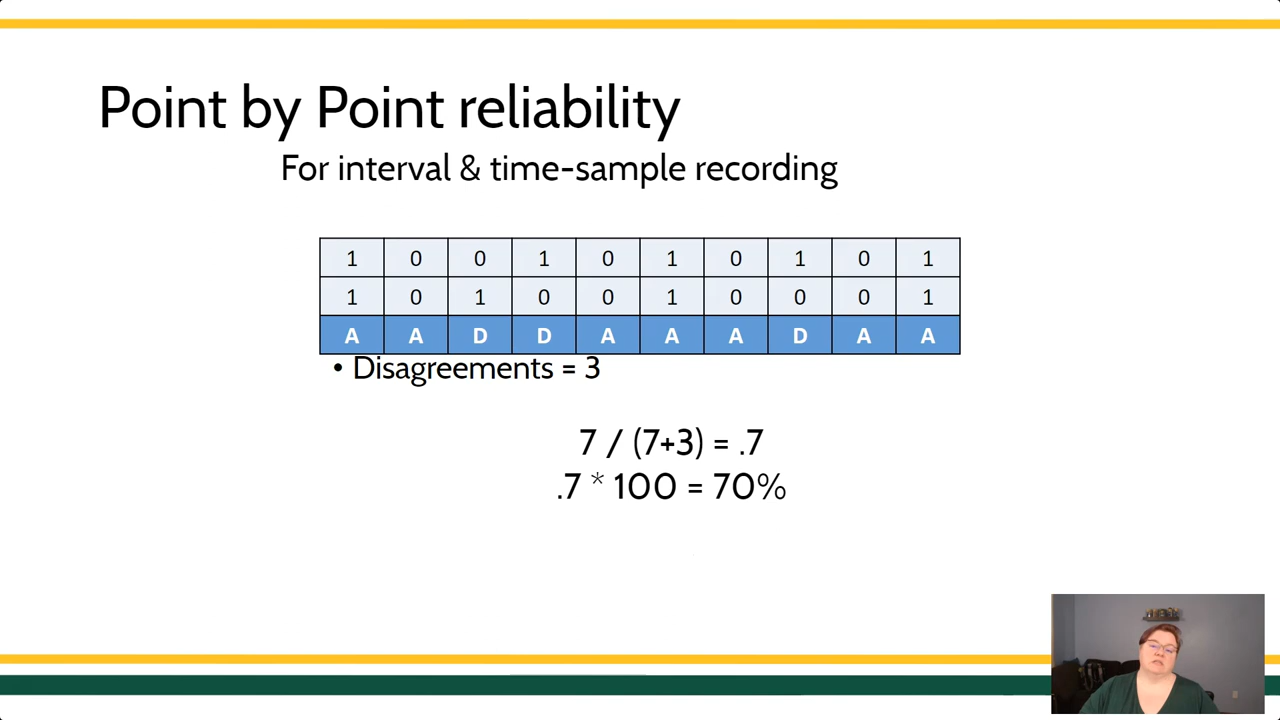 Point by Point reliability
For interval & time-sample recording
1 0 0 1 0 1 0 1 0 1
1 0 1 0 0 1 0 0 0 1
A A D D A A A D A A
• Disagreements = 3
7 / (7+3) = .7
.7 * 100 = 70%